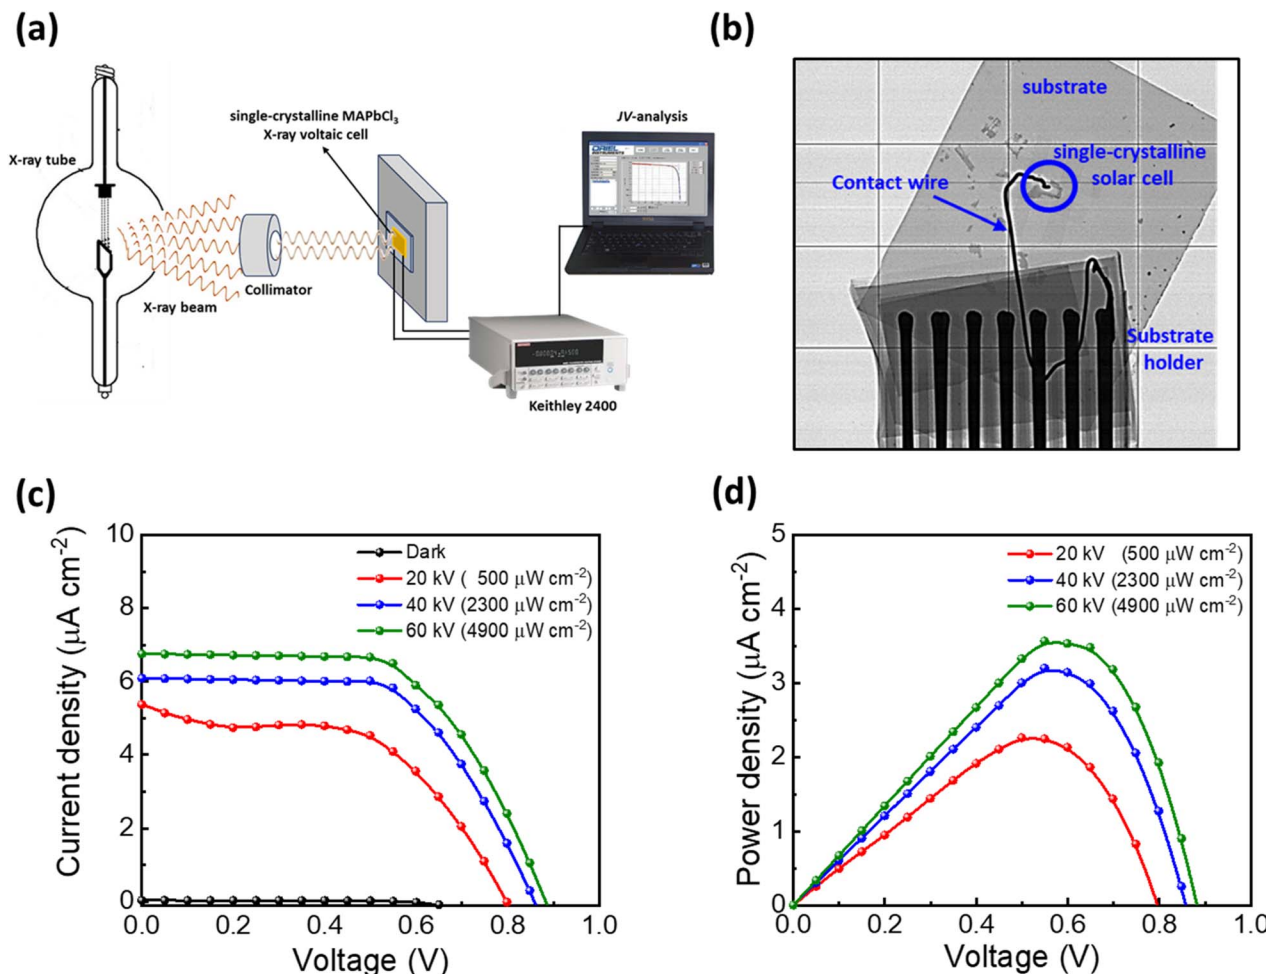 (a)
X-ray tube
single-crystalline MAPbCl3
X-ray voltaic cell
JV-analysis
X-ray beam
Collimator
Keithley 2400
(b)
substrate
single-crystalline
solar cell
Contact wire
Substrate
holder
(c)
Current density (μA cm-2)
10
8
6
4
2
0
0.0 0.2 0.4 0.6 0.8 1.0
Voltage (V)
Dark
20 kV ( 500 μW cm-2)
40 kV (2300 μW cm-2)
60 kV (4900 μW cm-2)
(d)
Power density (μA cm-2)
5
4
3
2
1
0
0.0 0.2 0.4 0.6 0.8 1.0
Voltage (V)
20 kV (500 μW cm-2)
40 kV (2300 μW cm-2)
60 kV (4900 μW cm-2)